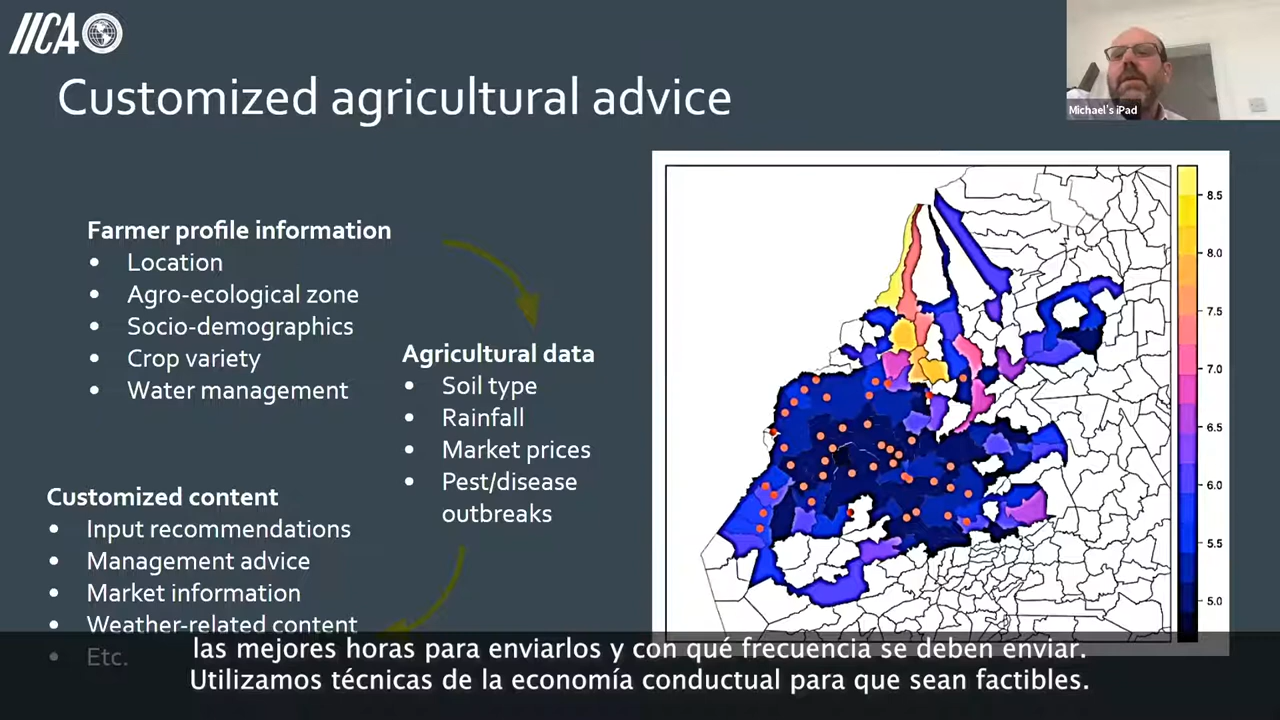 IICA
Customized agricultural advice
Michael's iPad
Farmer profile information
• Location
• Agro-ecological zone
• Socio-demographics
• Crop variety
• Water management
Agricultural data
• Soil type
• Rainfall
• Market prices
• Pest/disease
outbreaks
Customized content
• Input recommendations
• Management advice
• Market information
• Weather-related content
• Etc.
8.5
8.0
7.5
7.0
6.5
6.0
5.5
5.0
las mejores horas para enviarlos y con qué frecuencia se deben enviar.
Utilizamos técnicas de la economía conductual para que sean factibles.